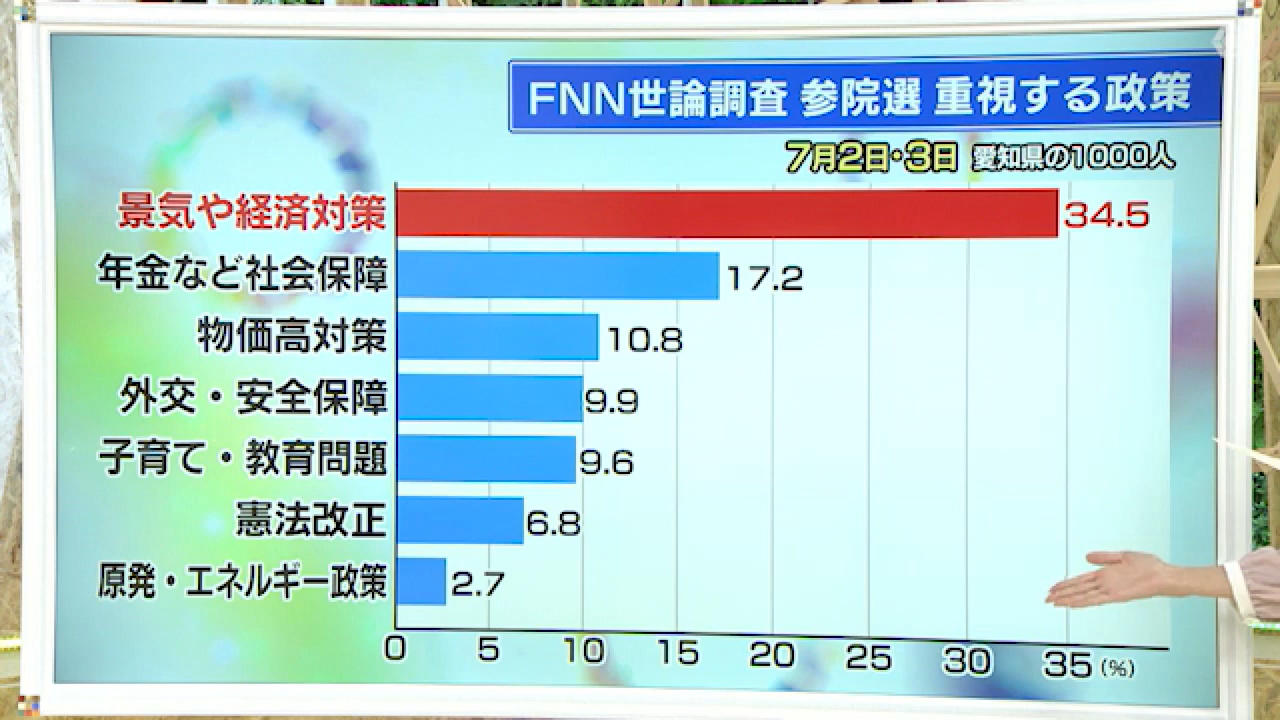 FNN世論調査 参院選 重視する政策
7月2日・3日 愛知県の1000人
景気や経済対策 34.5
年金など社会保障 17.2
物価高対策 10.8
外交・安全保障 9.9
子育て・教育問題 9.6
憲法改正 6.8
原発・エネルギー政策 2.7
0 5 10 15 20 25 30 35 (%)